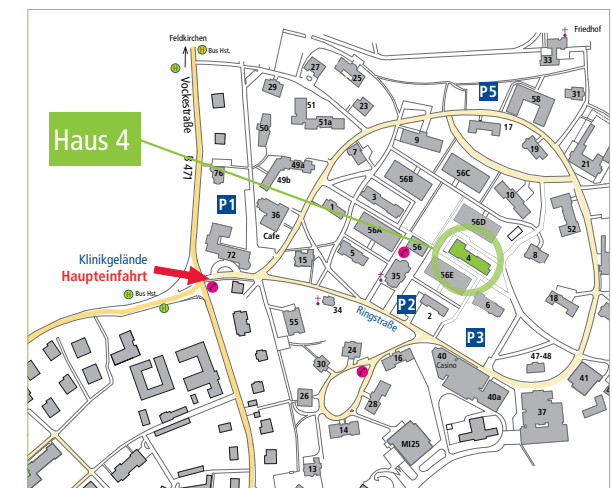 Feldkirchen
Bus Hst.
H
H
Vockestraße
B 471
Friedhof
33
27
25
29
P5
58
31
51
51a
23
50
17
19
9
21
7
49a
49b
76
56B
56C
Haus 4
P1
3
10
36
Cafe
1
56A
56D
52
72
5
56
4
8
Klinikgelände
Haupteinfahrt
15
35
56E
H Bus Hst.
H
34
Ringstraße
P2
2
6
18
55
P3
24
16
40
Casino
47-48
30
41
26
28
40a
37
14
MI25
13